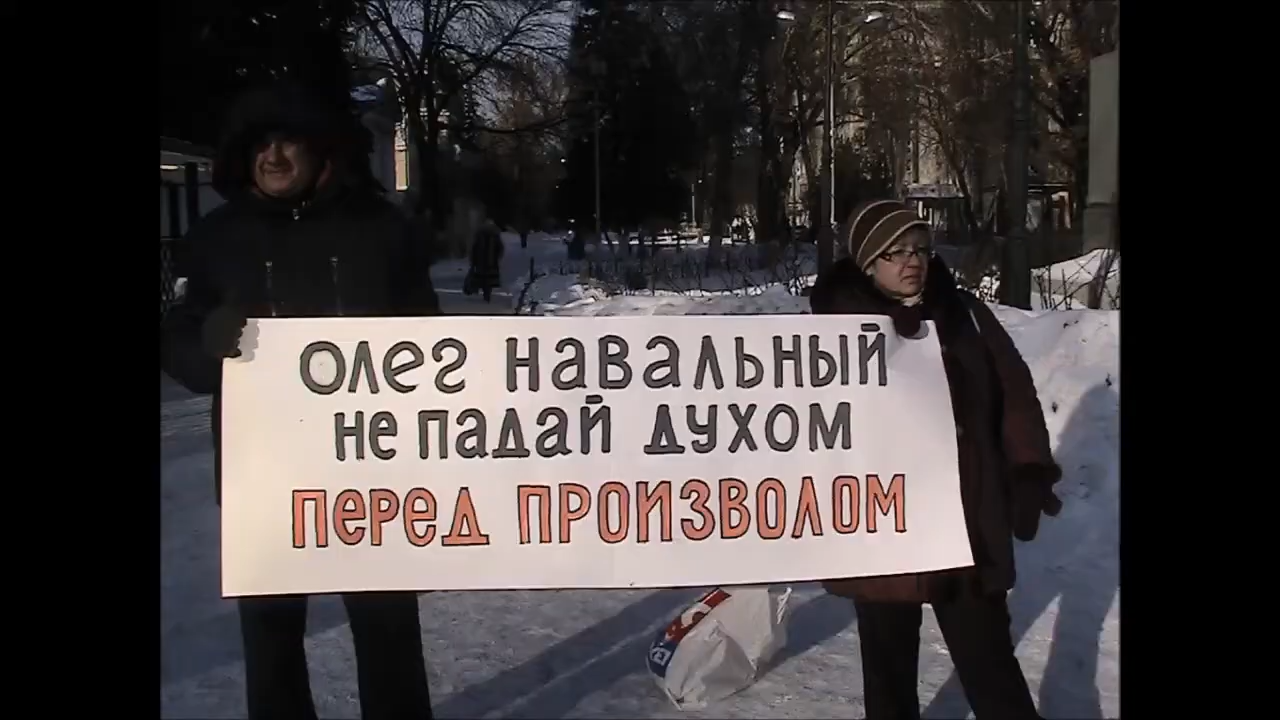 Олег Навальный
не падай духом
перед произволом